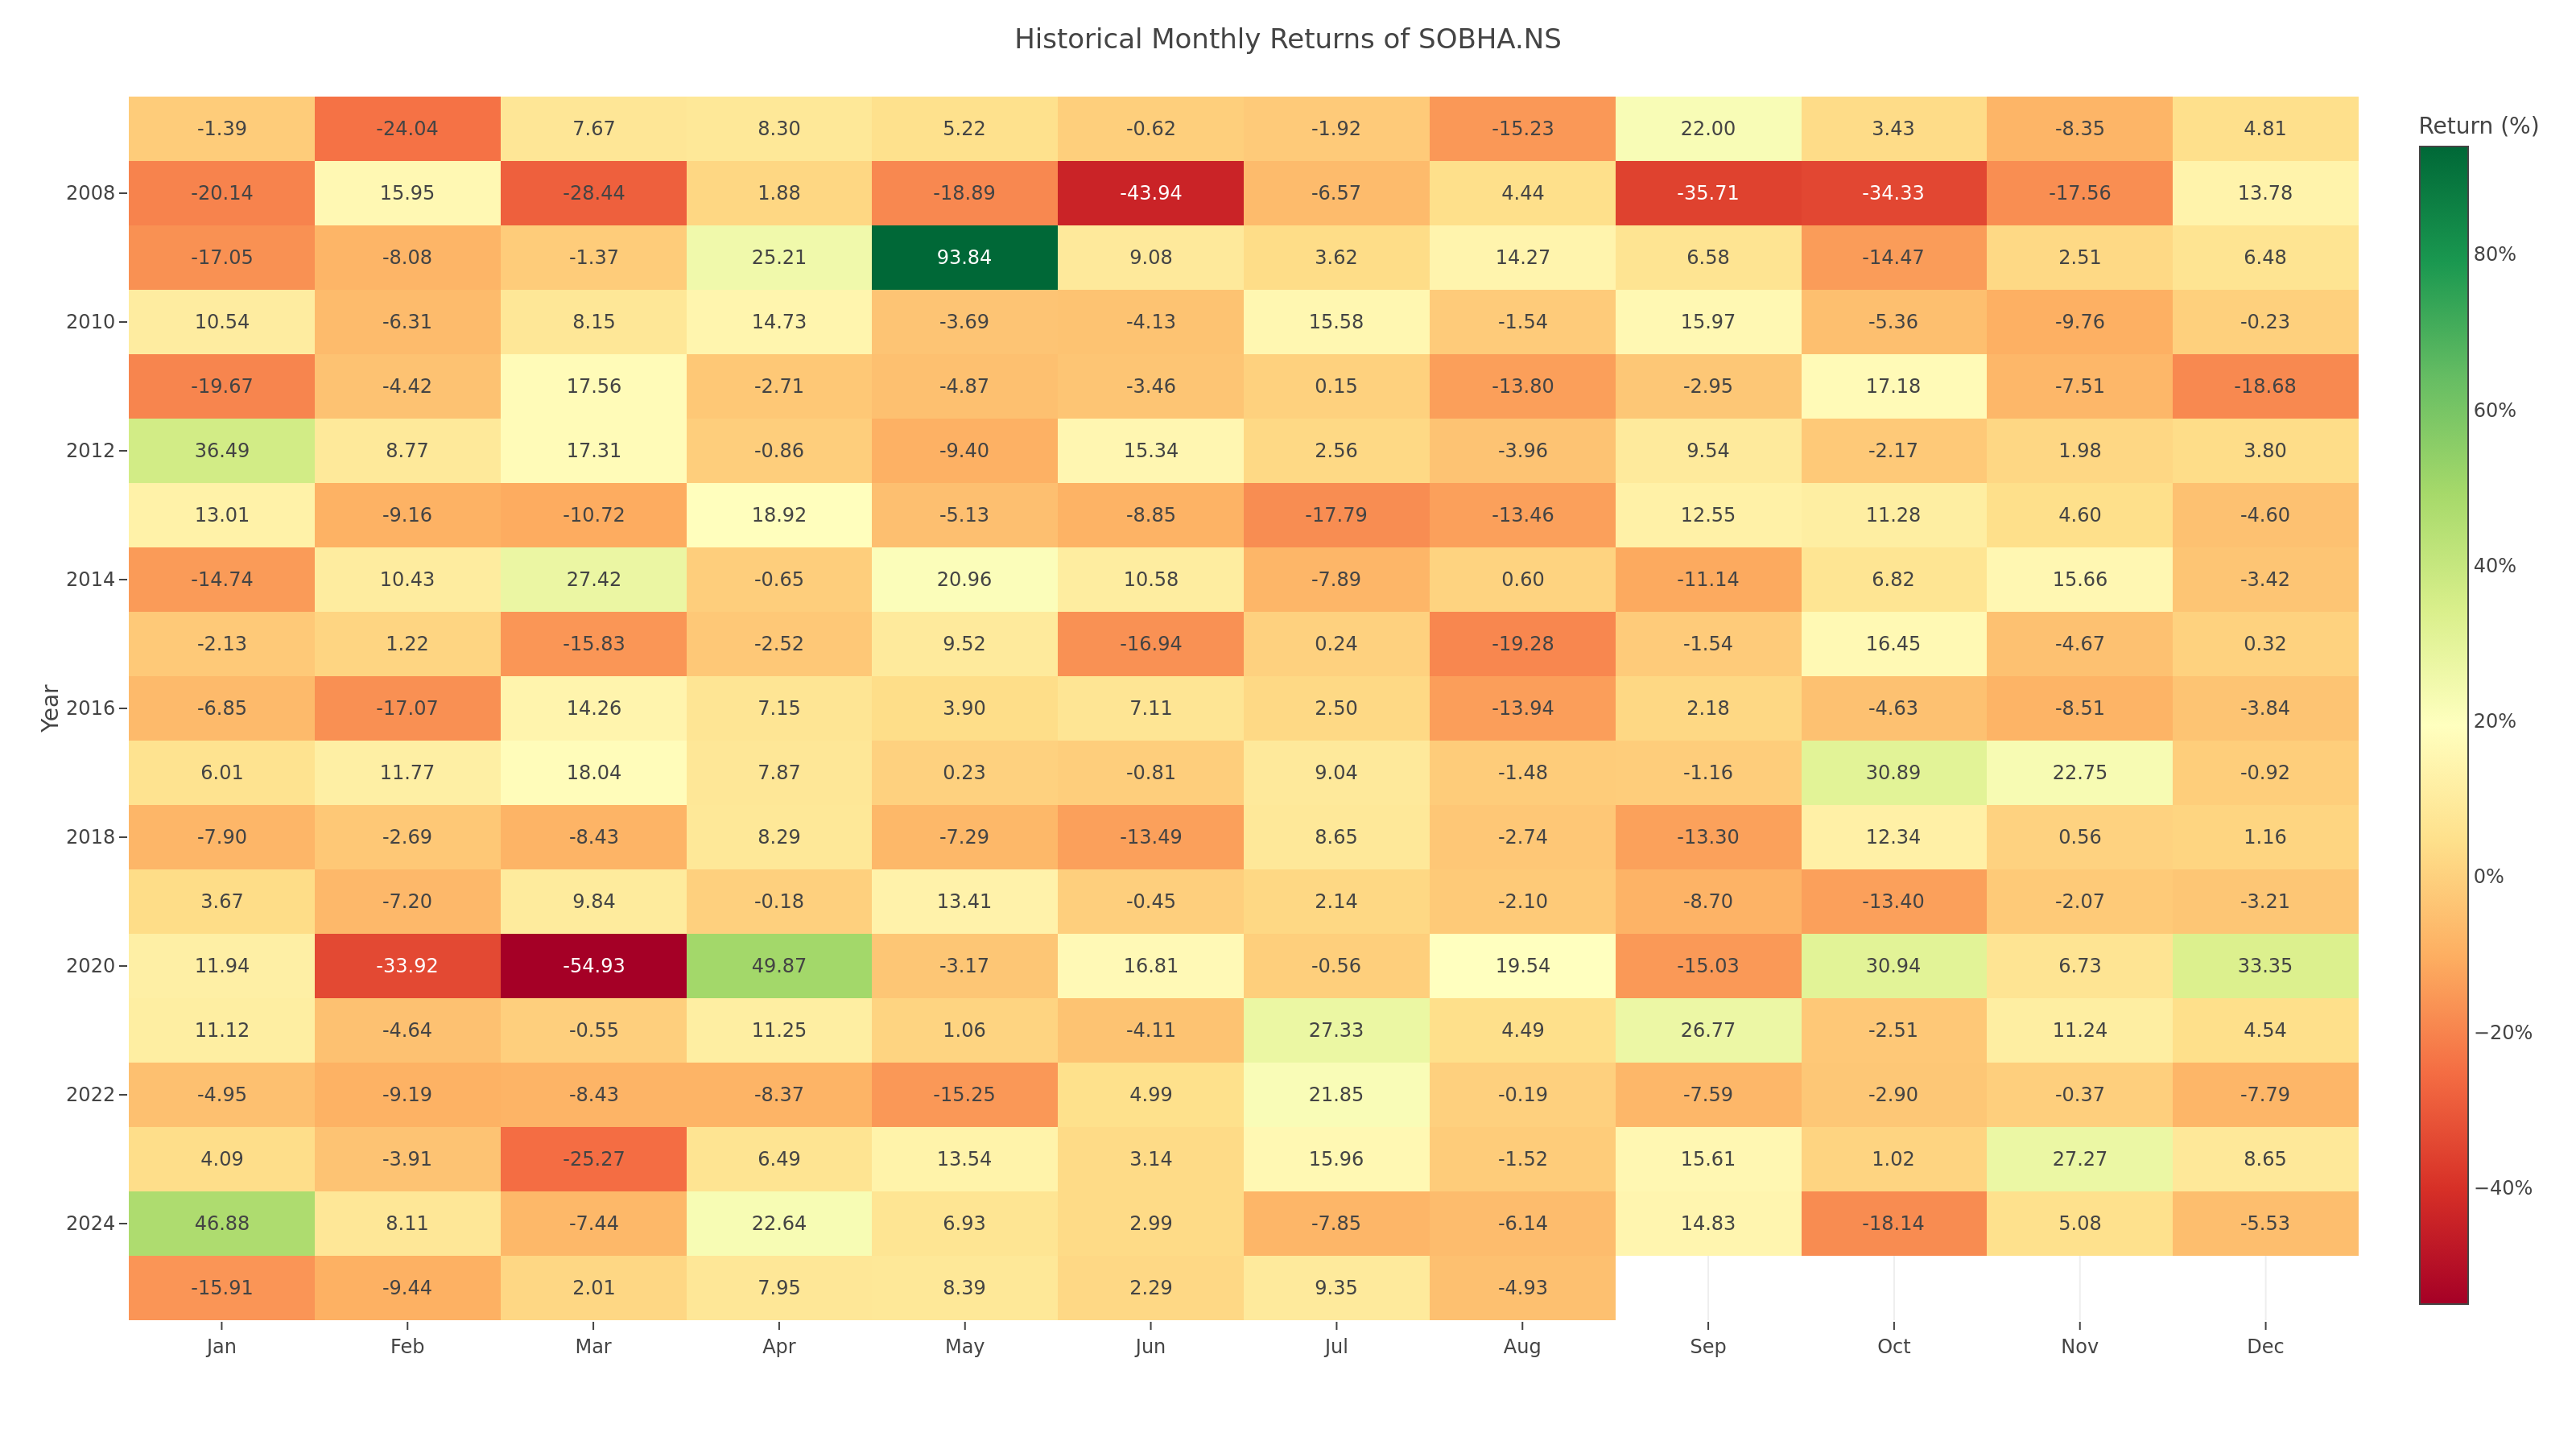 Historical Monthly Returns of SOBHA.NS
Return (%)
-1.39 -24.04 7.67 8.30 5.22 -0.62 -1.92 -15.23 22.00 3.43 -8.35 4.81
2008 -20.14 15.95 -28.44 1.88 -18.89 -43.94 -6.57 4.44 -35.71 -34.33 -17.56 13.78
-17.05 -8.08 -1.37 25.21 93.84 9.08 3.62 14.27 6.58 -14.47 2.51 6.48
80%
2010 10.54 -6.31 8.15 14.73 -3.69 -4.13 15.58 -1.54 15.97 -5.36 -9.76 -0.23
-19.67 -4.42 17.56 -2.71 -4.87 -3.46 0.15 -13.80 -2.95 17.18 -7.51 -18.68
60%
2012 36.49 8.77 17.31 -0.86 -9.40 15.34 2.56 -3.96 9.54 -2.17 1.98 3.80
13.01 -9.16 -10.72 18.92 -5.13 -8.85 -17.79 -13.46 12.55 11.28 4.60 -4.60
40%
2014 -14.74 10.43 27.42 -0.65 20.96 10.58 -7.89 0.60 -11.14 6.82 15.66 -3.42
-2.13 1.22 -15.83 -2.52 9.52 -16.94 0.24 -19.28 -1.54 16.45 -4.67 0.32
Year
2016 -6.85 -17.07 14.26 7.15 3.90 7.11 2.50 -13.94 2.18 -4.63 -8.51 -3.84
20%
6.01 11.77 18.04 7.87 0.23 -0.81 9.04 -1.48 -1.16 30.89 22.75 -0.92
2018 -7.90 -2.69 -8.43 8.29 -7.29 -13.49 8.65 -2.74 -13.30 12.34 0.56 1.16
0%
3.67 -7.20 9.84 -0.18 13.41 -0.45 2.14 -2.10 -8.70 -13.40 -2.07 -3.21
2020 11.94 -33.92 -54.93 49.87 -3.17 16.81 -0.56 19.54 -15.03 30.94 6.73 33.35
11.12 -4.64 -0.55 11.25 1.06 -4.11 27.33 4.49 26.77 -2.51 11.24 4.54
−20%
2022 -4.95 -9.19 -8.43 -8.37 -15.25 4.99 21.85 -0.19 -7.59 -2.90 -0.37 -7.79
4.09 -3.91 -25.27 6.49 13.54 3.14 15.96 -1.52 15.61 1.02 27.27 8.65
−40%
2024 46.88 8.11 -7.44 22.64 6.93 2.99 -7.85 -6.14 14.83 -18.14 5.08 -5.53
-15.91 -9.44 2.01 7.95 8.39 2.29 9.35 -4.93
Jan Feb Mar Apr May Jun Jul Aug Sep Oct Nov Dec